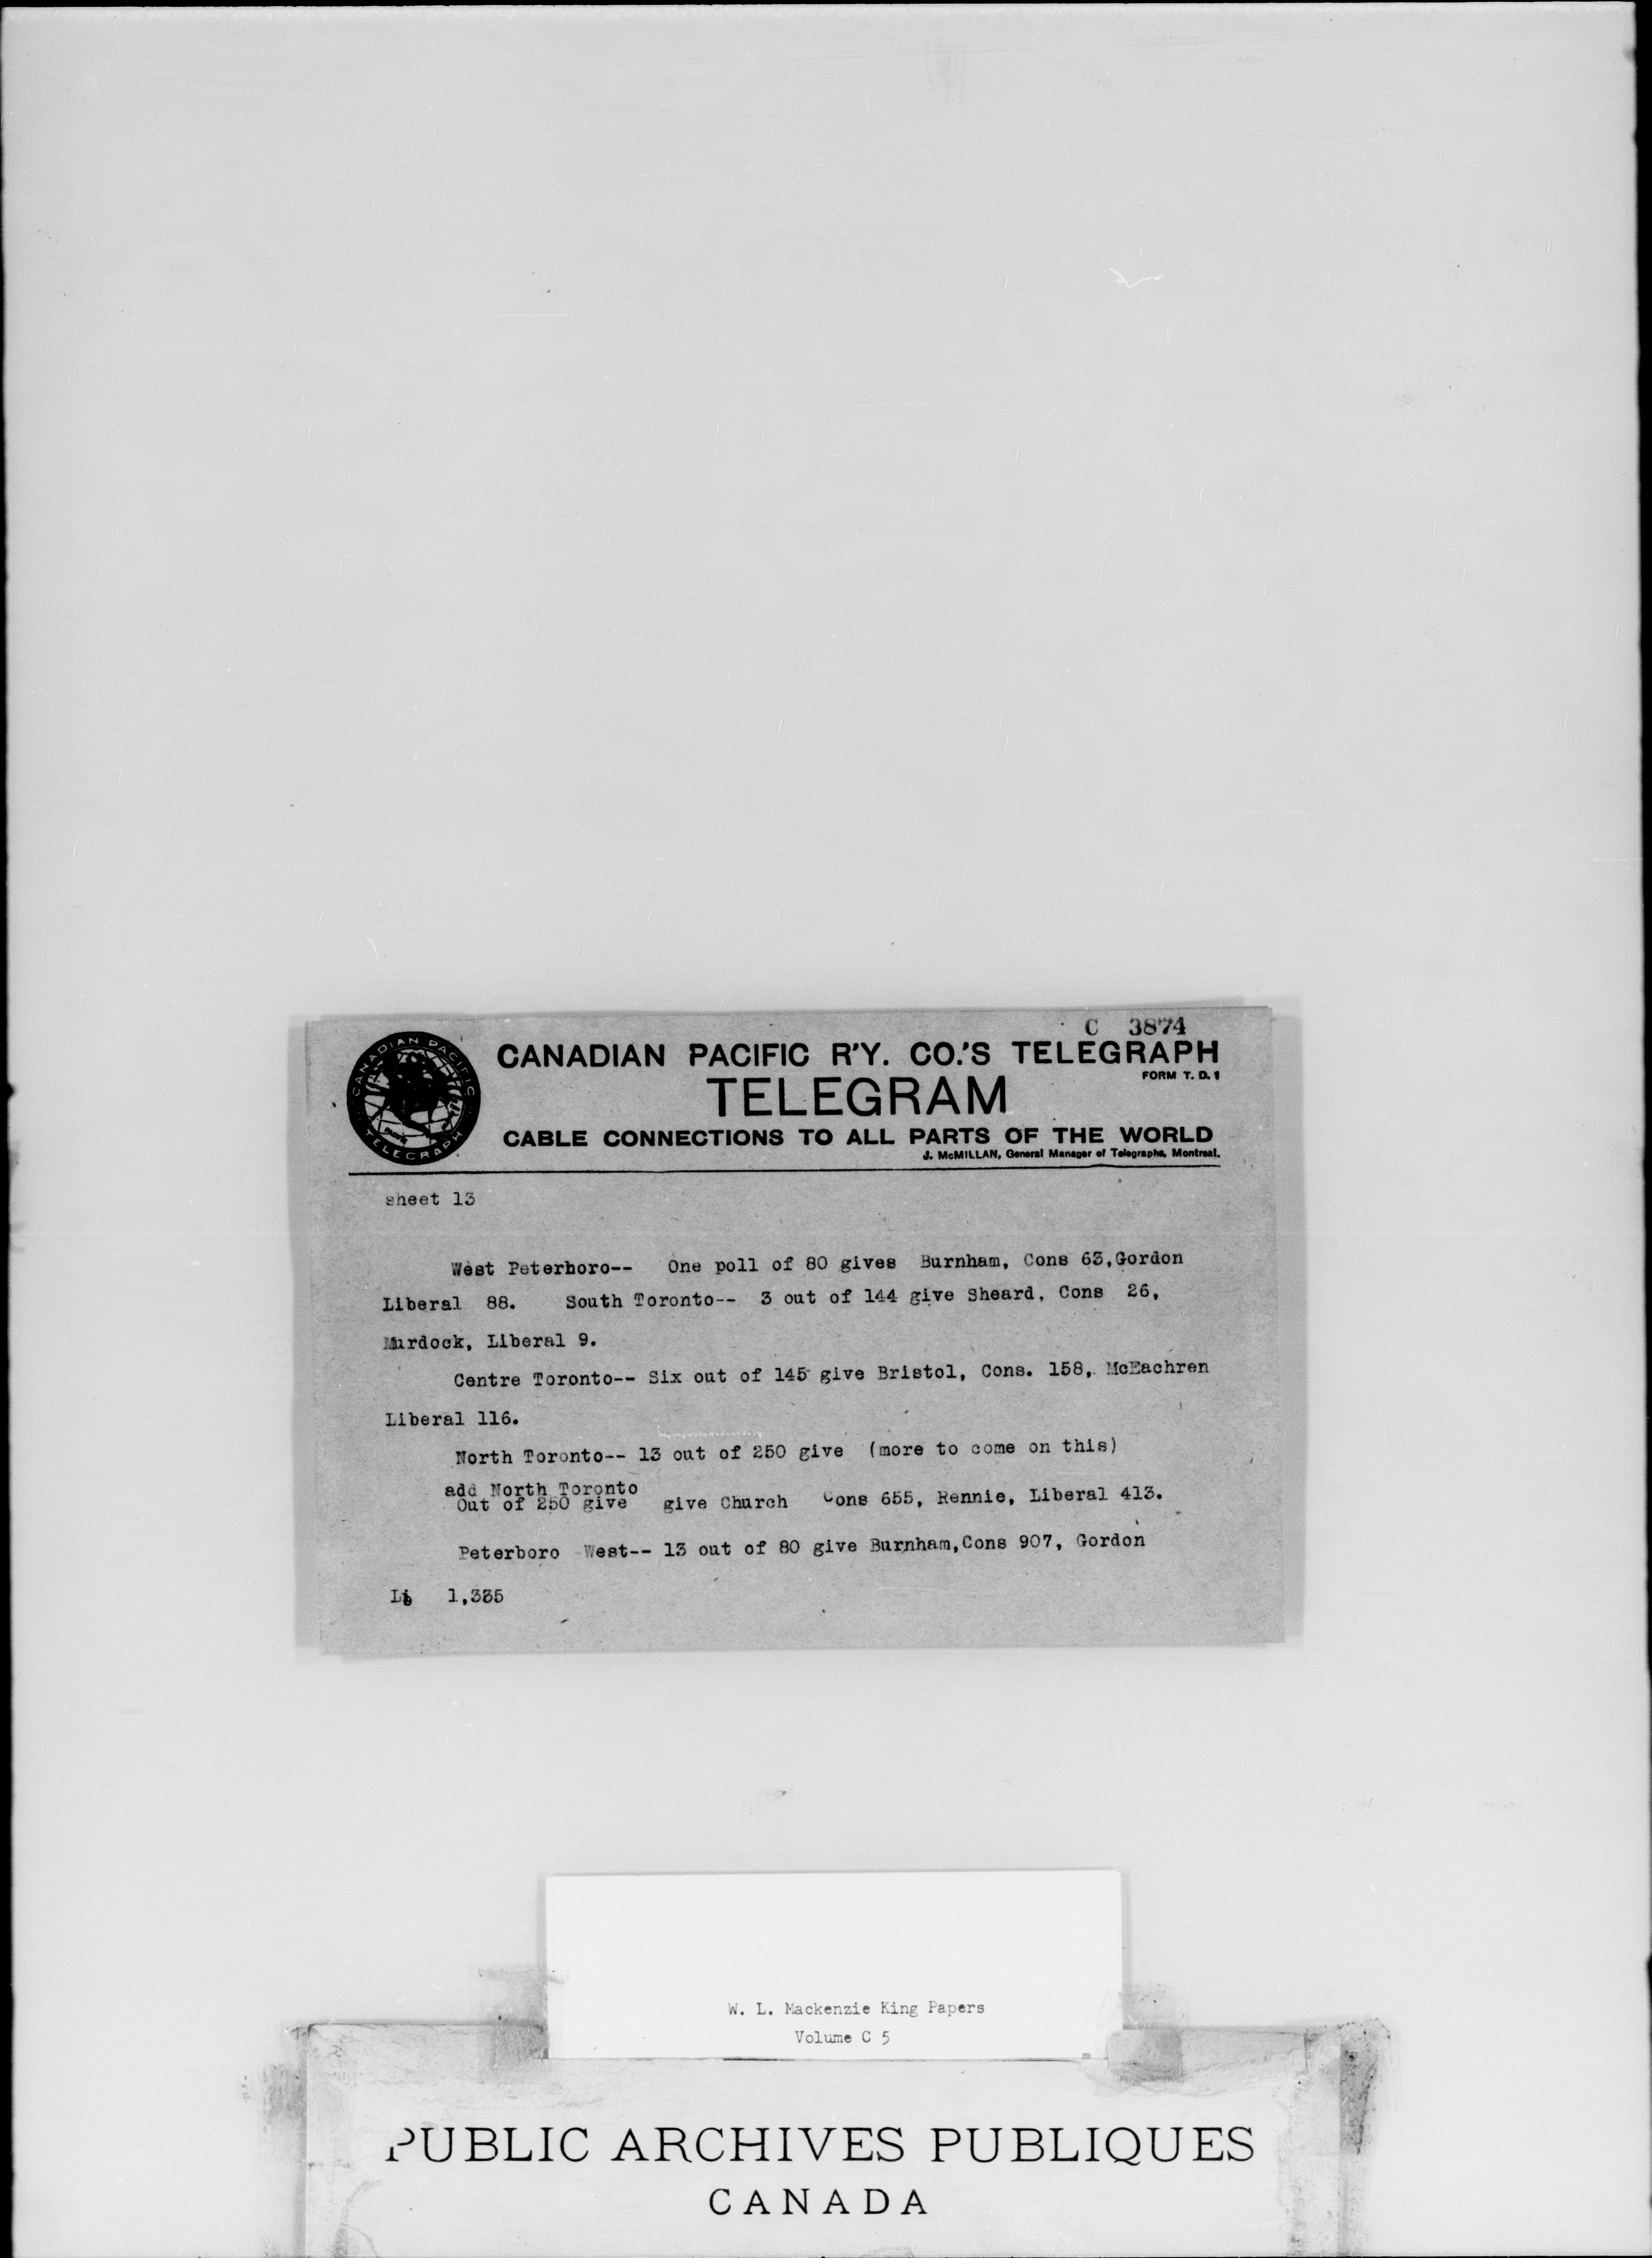 C 3874
CANADIAN PACIFIC
TELEGRAPH
CANADIAN PACIFIC R'Y. CO.'S TELEGRAPH
FORM T. D. 1
TELEGRAM
CABLE CONNECTIONS TO ALL PARTS OF THE WORLD
J. McMILLAN, General Manager of Telegraphs, Montreal.
sheet 13
West Peterboro-- One poll of 80 gives Burnham, Cons 63,Gordon
Liberal 88. South Toronto-- 3 out of 144 give Sheard, Cons 26,
Murdock, Liberal 9.
Centre Toronto-- Six out of 145 give Bristol, Cons. 158, McEachren
Liberal 116.
North Toronto-- 13 out of 250 give (more to come on this)
add North Toronto
Out of 250 give give Church Cons 655, Rennie, Liberal 413.
Peterboro West-- 13 out of 80 give Burnham,Cons 907, Gordon
Lib 1,335
W. L. Mackenzie King Papers
Volume C 5
PUBLIC ARCHIVES PUBLIQUES
CANADA